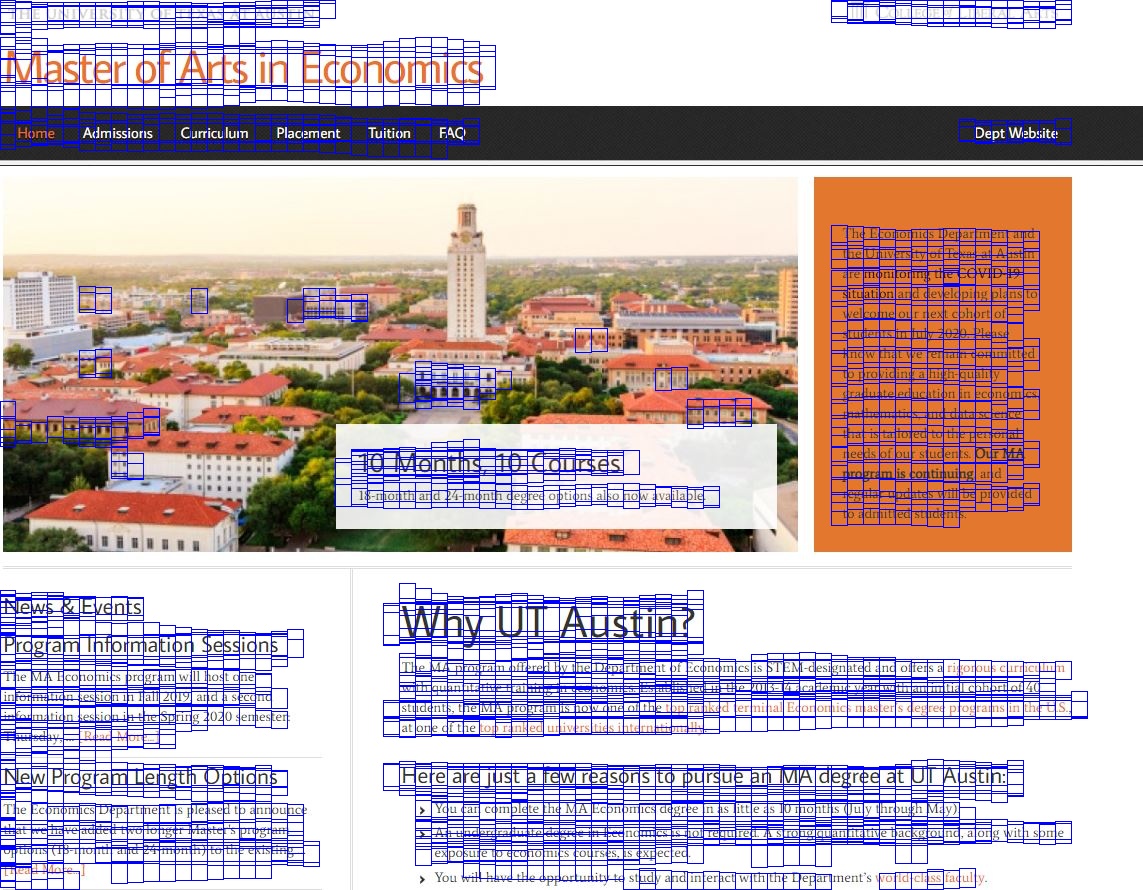 THE UNIVERSITY OF TEXAS AT AUSTIN
College of Liberal Arts
Master of Arts in Economics
Home Admissions Curriculum Placement Tuition FAQ Dept Website
The Economics Department and
the University of Texas at Austin
are monitoring the COVID-19
situation and developing plans to
welcome our next cohort of
students in July 2020. Please
know that we remain committed
to providing a high-quality
graduate education in economics,
mathematics, and data science
that is tailored to the personal
needs of our students. Our MA
program is continuing, and
regular updates will be provided
to admitted students.
10 Months, 10 Courses
18-month and 24-month degree options also now available.
News & Events
Program Information Sessions
The MA Economics program will host one
information session in Fall 2019, and a second
information session in the Spring 2020 semester:
Thursday, ... [Read More...]
New Program Length Options
The Economics Department is pleased to announce
that we have added two longer Master's program
options (18-month and 24-month) to the existing
[Read More...]
Why UT Austin?
The MA program offered by the Department of Economics is STEM-designated and offers a rigorous curriculum
with quantitative training in economics. Established in the 2013-14 academic year with an initial cohort of 40
students, the MA program is now one of the top ranked terminal Economics master's degree programs in the U.S.,
at one of the top ranked universities internationally.
Here are just a few reasons to pursue an MA degree at UT Austin:
You can complete the MA Economics degree in as little as 10 months (July through May).
An undergraduate degree in Economics is not required. A strong quantitative background, along with some
exposure to economics courses, is expected.
You will have the opportunity to study and interact with the Department's world-class faculty.